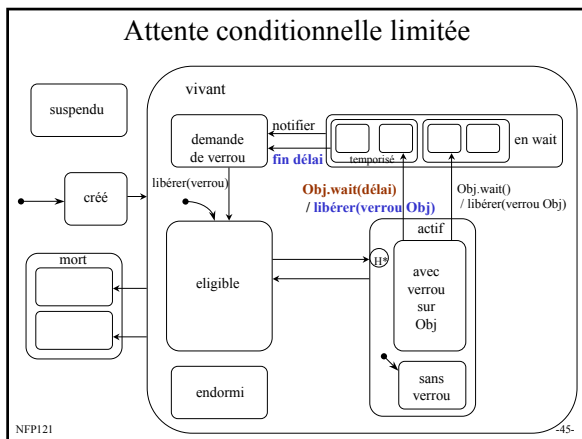 Attente conditionnelle limitée
suspendu
vivant
demande
de verrou
notifier
fin délai
temporisé
en wait
libérer(verrou)
Obj.wait(délai)
/ libérer(verrou Obj)
Obj.wait()
/ libérer(verrou Obj)
créé
actif
mort
eligible
H*
avec
verrou
sur
Obj
endormi
sans
verrou
NFP121
-45-